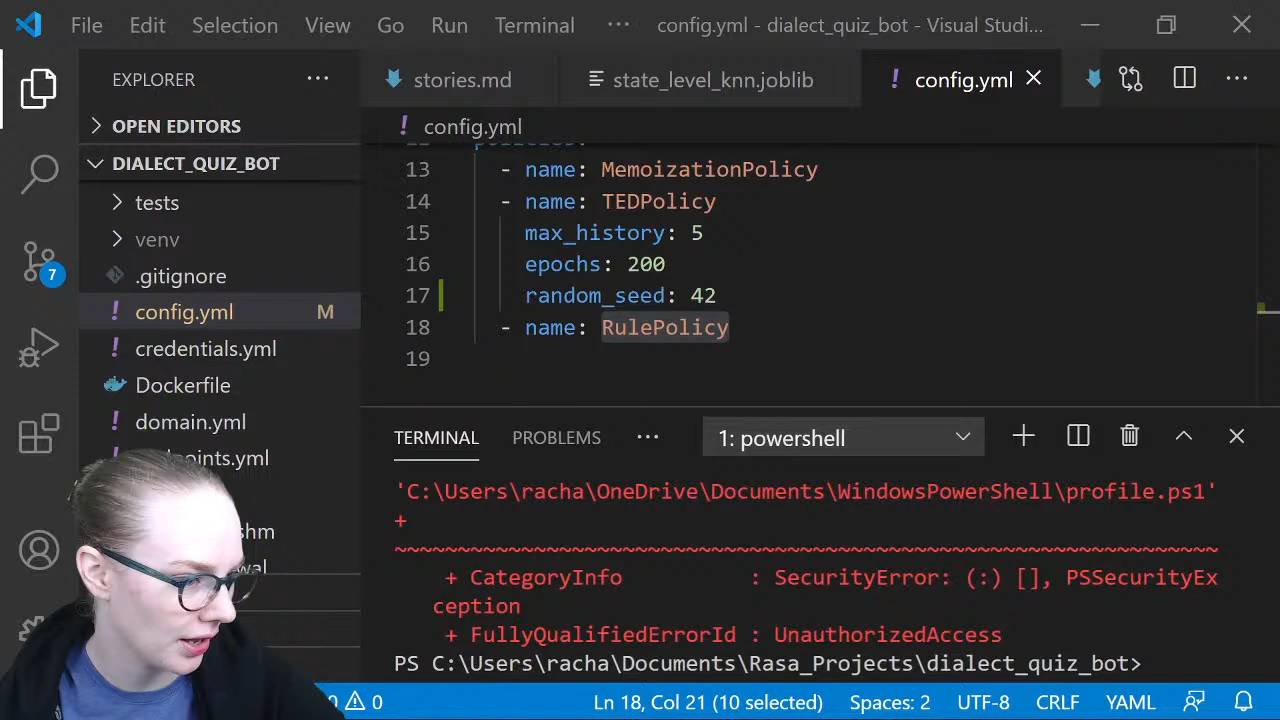 File Edit Selection View Go Run Terminal ··· config.yml - dialect_quiz_bot - Visual Studi...
EXPLORER ···
stories.md state_level_knn.joblib ! config.yml ···
OPEN EDITORS
! config.yml
DIALECT_QUIZ_BOT
13 - name: MemoizationPolicy
14 - name: TEDPolicy
15 max_history: 5
16 epochs: 200
17 random_seed: 42
18 - name: RulePolicy
19
tests
venv
.gitignore
! config.yml M
! credentials.yml
Dockerfile
! domain.yml
7
TERMINAL PROBLEMS ··· 1: powershell
'C:\Users\racha\OneDrive\Documents\WindowsPowerShell\profile.ps1'
+
~~~~~~~~~~~~~~~~~~~~~~~~~~~~~~~~~~~~~~~~~~~~~~~~~~~~~~~~~~~~~~~~~
+ CategoryInfo : SecurityError: (:) [], PSSecurityEx
ception
+ FullyQualifiedErrorId : UnauthorizedAccess
PS C:\Users\racha\Documents\Rasa_Projects\dialect_quiz_bot>
0 Ln 18, Col 21 (10 selected) Spaces: 2 UTF-8 CRLF YAML